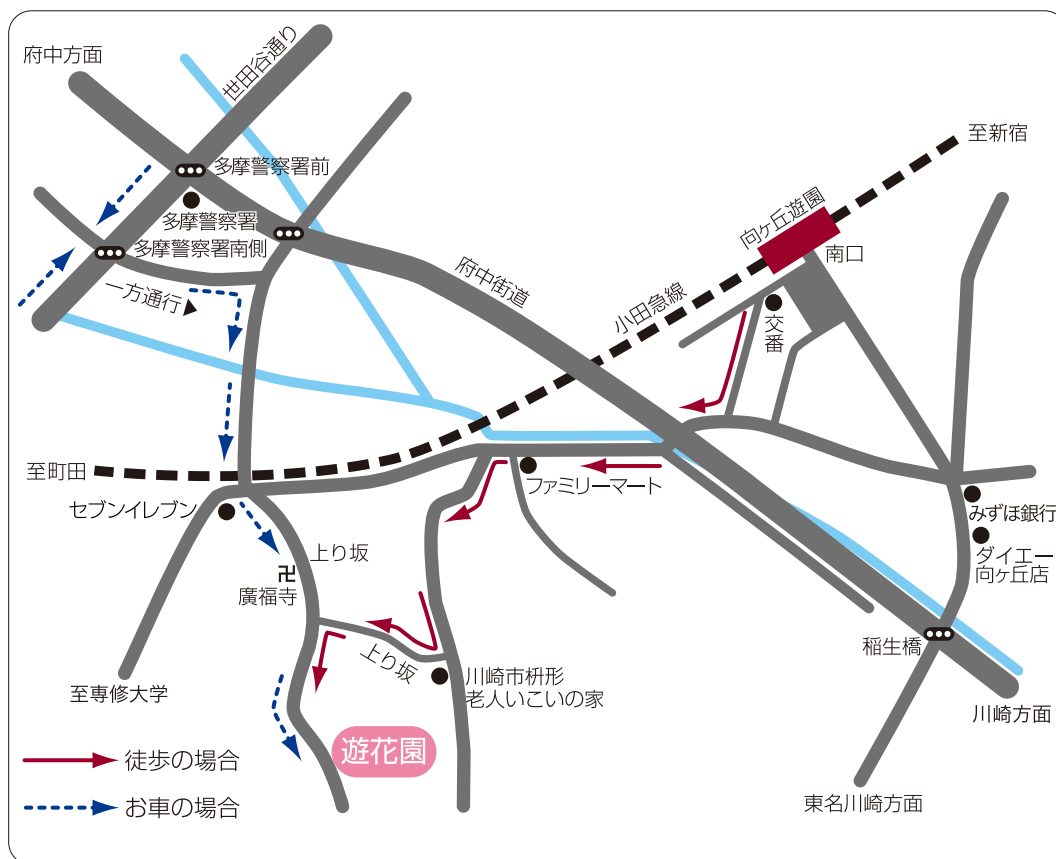 府中方面
世田谷通り
多摩警察署前
多摩警察署
多摩警察署南側
一方通行▶
府中街道
小田急線
向ヶ丘遊園
至新宿
南口
交番
至町田
セブンイレブン
ファミリーマート
みずほ銀行
ダイエー
向ヶ丘店
上り坂
卍
廣福寺
上り坂
川崎市枡形
老人いこいの家
稲生橋
至専修大学
川崎方面
遊花園
東名川崎方面
徒歩の場合
お車の場合